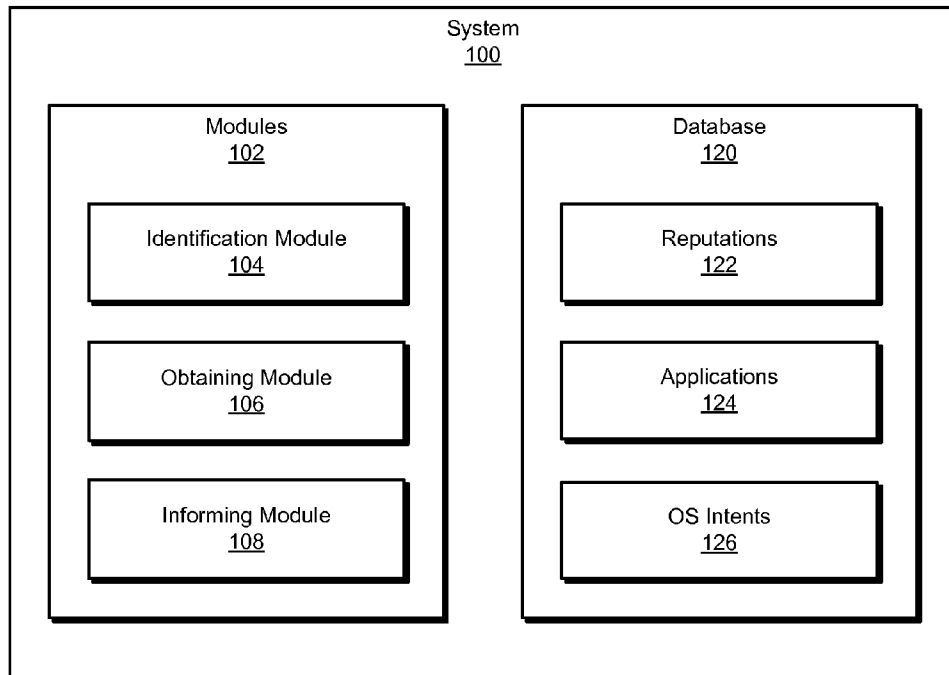 System
100
Modules
102
Identification Module
104
Obtaining Module
106
Informing Module
108
Database
120
Reputations
122
Applications
124
OS Intents
126